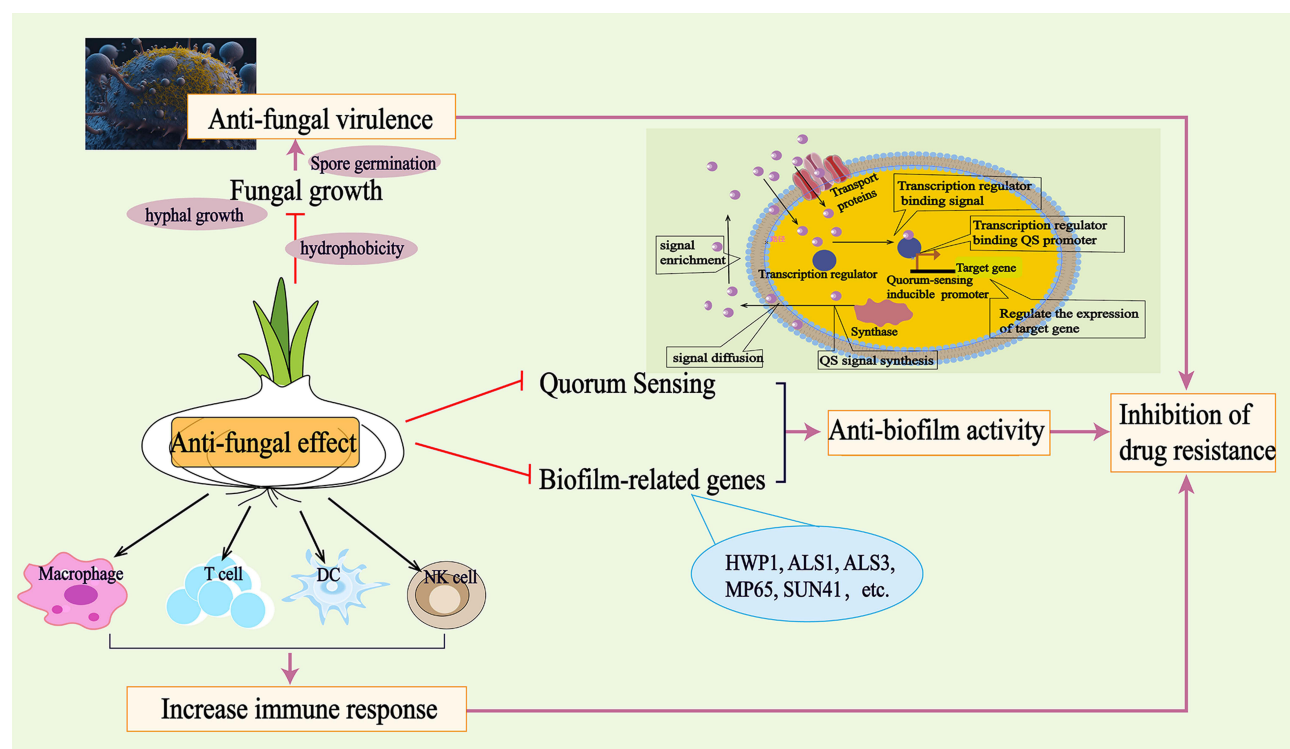 Anti-fungal virulence
Spore germination
Fungal growth
hyphal growth
hydrophobicity
Transport
proteins
Transcription regulator
binding signal
Transcription regulator
binding QS promoter
signal
enrichment
Transcription regulator
Target gene
Quorum-sensing
inducible promoter
Regulate the expression
of target gene
Synthase
signal diffusion
QS signal synthesis
Quorum Sensing
Anti-fungal effect
Anti-biofilm activity
Inhibition of
drug resistance
Biofilm-related genes
HWP1, ALS1, ALS3,
MP65, SUN41, etc.
Macrophage
T cell
DC
NK cell
Increase immune response